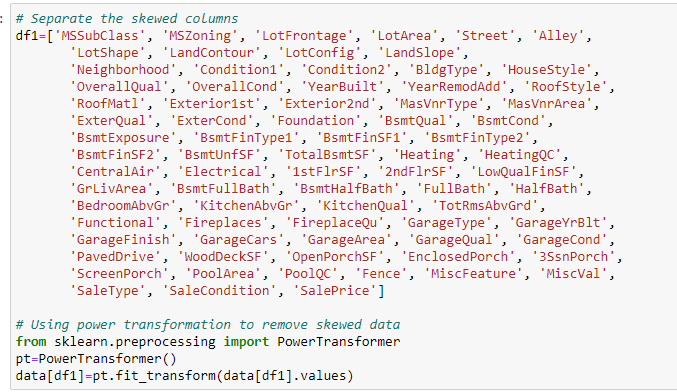 :
# Separate the skewed columns
df1=['MSSubClass', 'MSZoning', 'LotFrontage', 'LotArea', 'Street', 'Alley',
'LotShape', 'LandContour', 'LotConfig', 'LandSlope',
'Neighborhood', 'Condition1', 'Condition2', 'BldgType', 'HouseStyle',
'OverallQual', 'OverallCond', 'YearBuilt', 'YearRemodAdd', 'RoofStyle',
'RoofMatl', 'Exterior1st', 'Exterior2nd', 'MasVnrType', 'MasVnrArea',
'ExterQual', 'ExterCond', 'Foundation', 'BsmtQual', 'BsmtCond',
'BsmtExposure', 'BsmtFinType1', 'BsmtFinSF1', 'BsmtFinType2',
'BsmtFinSF2', 'BsmtUnfSF', 'TotalBsmtSF', 'Heating', 'HeatingQC',
'CentralAir', 'Electrical', '1stFlrSF', '2ndFlrSF', 'LowQualFinSF',
'GrLivArea', 'BsmtFullBath', 'BsmtHalfBath', 'FullBath', 'HalfBath',
'BedroomAbvGr', 'KitchenAbvGr', 'KitchenQual', 'TotRmsAbvGrd',
'Functional', 'Fireplaces', 'FireplaceQu', 'GarageType', 'GarageYrBlt',
'GarageFinish', 'GarageCars', 'GarageArea', 'GarageQual', 'GarageCond',
'PavedDrive', 'WoodDeckSF', 'OpenPorchSF', 'EnclosedPorch', '3SsnPorch',
'ScreenPorch', 'PoolArea', 'PoolQC', 'Fence', 'MiscFeature', 'MiscVal',
'SaleType', 'SaleCondition', 'SalePrice']
# Using power transformation to remove skewed data
from sklearn.preprocessing import PowerTransformer
pt=PowerTransformer()
data[df1]=pt.fit_transform(data[df1].values)